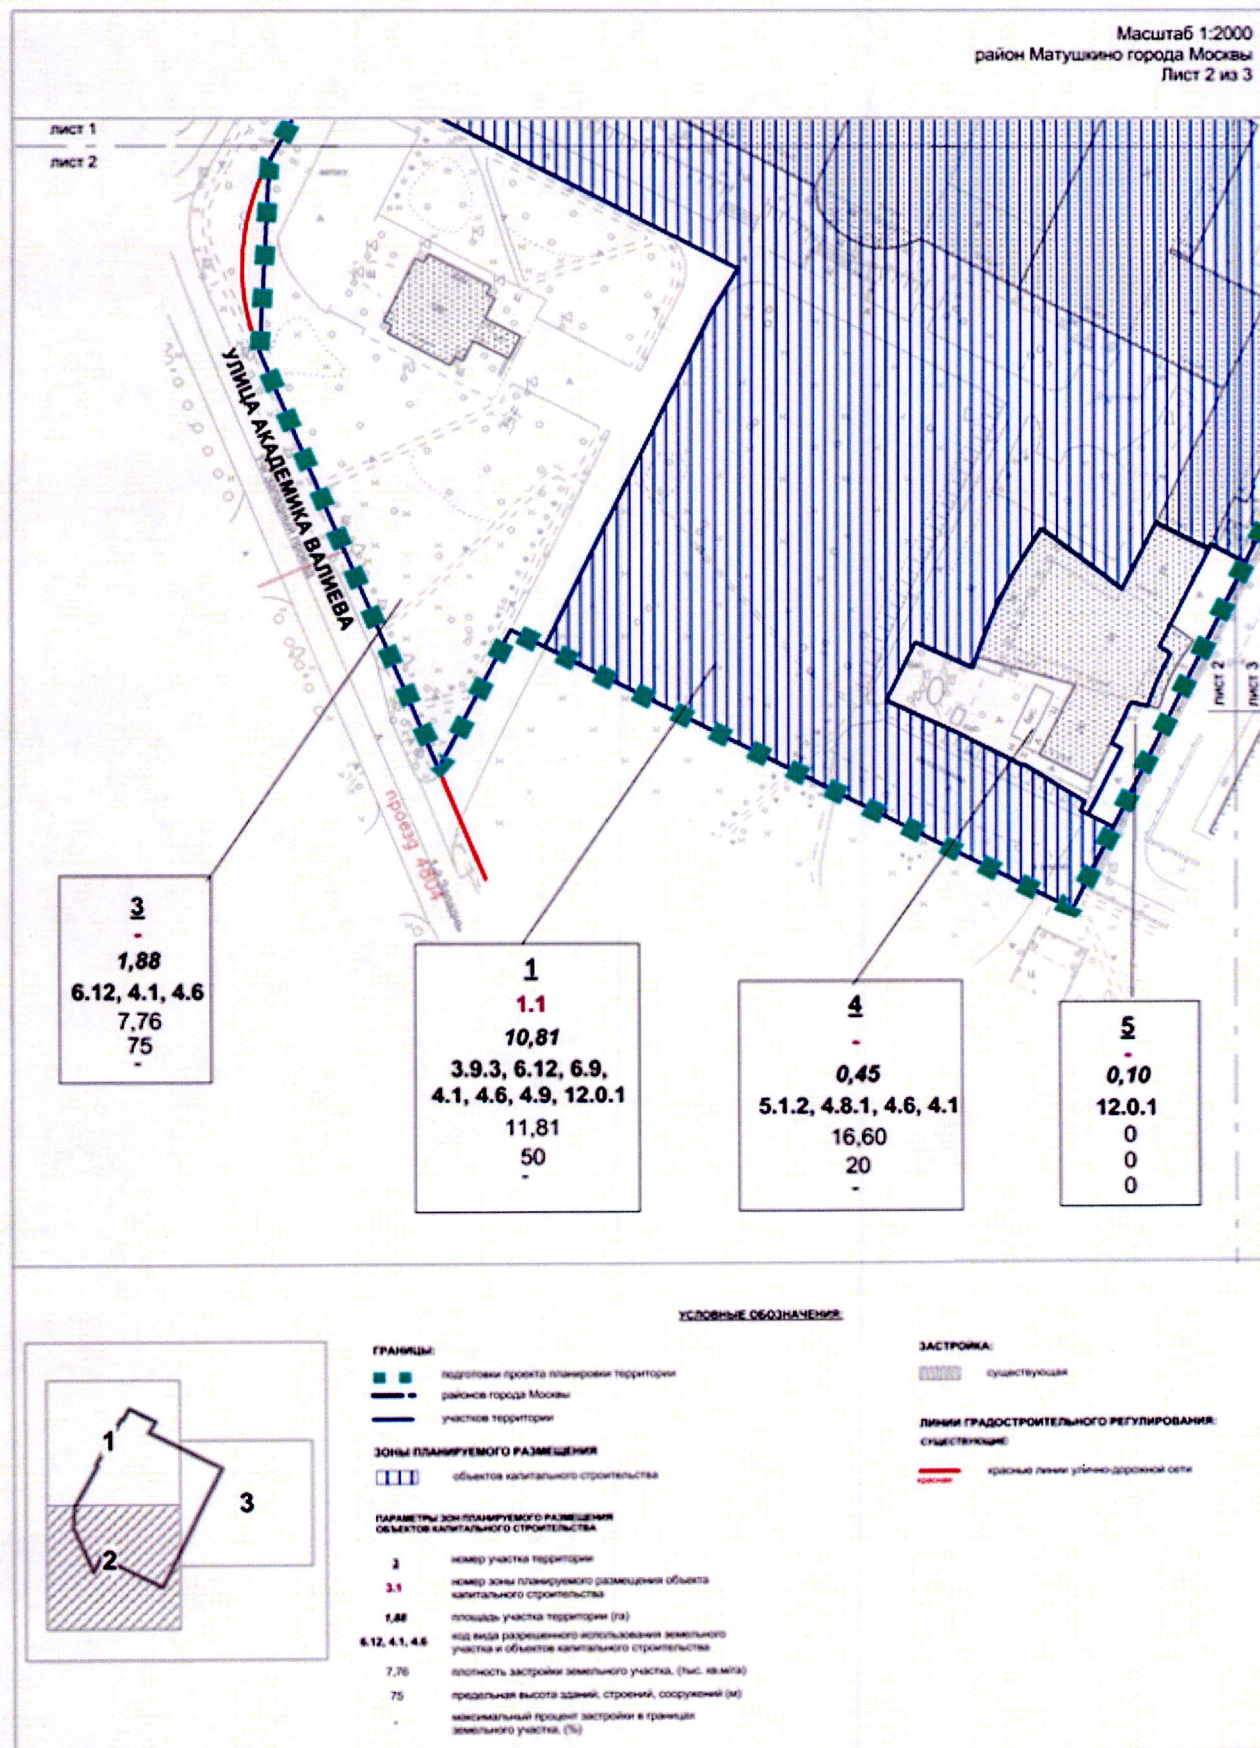 Масштаб 1:2000
район Матушкино города Москвы
Лист 2 из 3
лист 1
лист 2
УЛИЦА АКАДЕМИКА ВАЛИЕВА
проезд 4804
лист 2
лист 3
3
-
1,88
6.12, 4.1, 4.6
7,76
75
-
1
1.1
10,81
3.9.3, 6.12, 6.9,
4.1, 4.6, 4.9, 12.0.1
11,81
50
-
4
-
0,45
5.1.2, 4.8.1, 4.6, 4.1
16,60
20
-
5
-
0,10
12.0.1
0
0
0
УСЛОВНЫЕ ОБОЗНАЧЕНИЯ:
1
2
3
ГРАНИЦЫ:
подготовки проекта планировки территории
районов города Москвы
участков территории
ЗОНЫ ПЛАНИРУЕМОГО РАЗМЕЩЕНИЯ
объектов капитального строительства
ПАРАМЕТРЫ ЗОН ПЛАНИРУЕМОГО РАЗМЕЩЕНИЯ
ОБЪЕКТОВ КАПИТАЛЬНОГО СТРОИТЕЛЬСТВА
3 номер участка территории
3.1 номер зоны планируемого размещения объекта
капитального строительства
1,88 площадь участка территории (га)
6.12, 4.1, 4.6 код вида разрешенного использования земельного
участка и объектов капитального строительства
7,76 плотность застройки земельного участка, (тыс. кв.м/га)
75 предельная высота зданий, строений, сооружений (м)
- максимальный процент застройки в границах
земельного участка, (%)
ЗАСТРОЙКА:
существующая
ЛИНИИ ГРАДОСТРОИТЕЛЬНОГО РЕГУЛИРОВАНИЯ:
СУЩЕСТВУЮЩИЕ:
красная
красные линии улично-дорожной сети